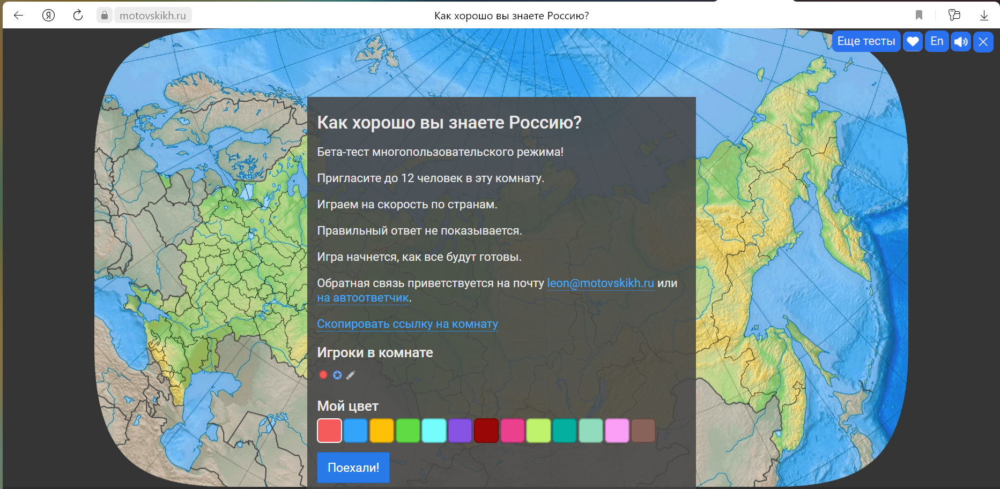 Я
motovskikh.ru
Как хорошо вы знаете Россию?
Еще тесты
En
Как хорошо вы знаете Россию?
Бета-тест многопользовательского режима!
Пригласите до 12 человек в эту комнату.
Играем на скорость по странам.
Правильный ответ не показывается.
Игра начнется, как все будут готовы.
Обратная связь приветствуется на почту leon@motovskikh.ru или
на автоответчик.
Скопировать ссылку на комнату
Игроки в комнате
Мой цвет
Поехали!